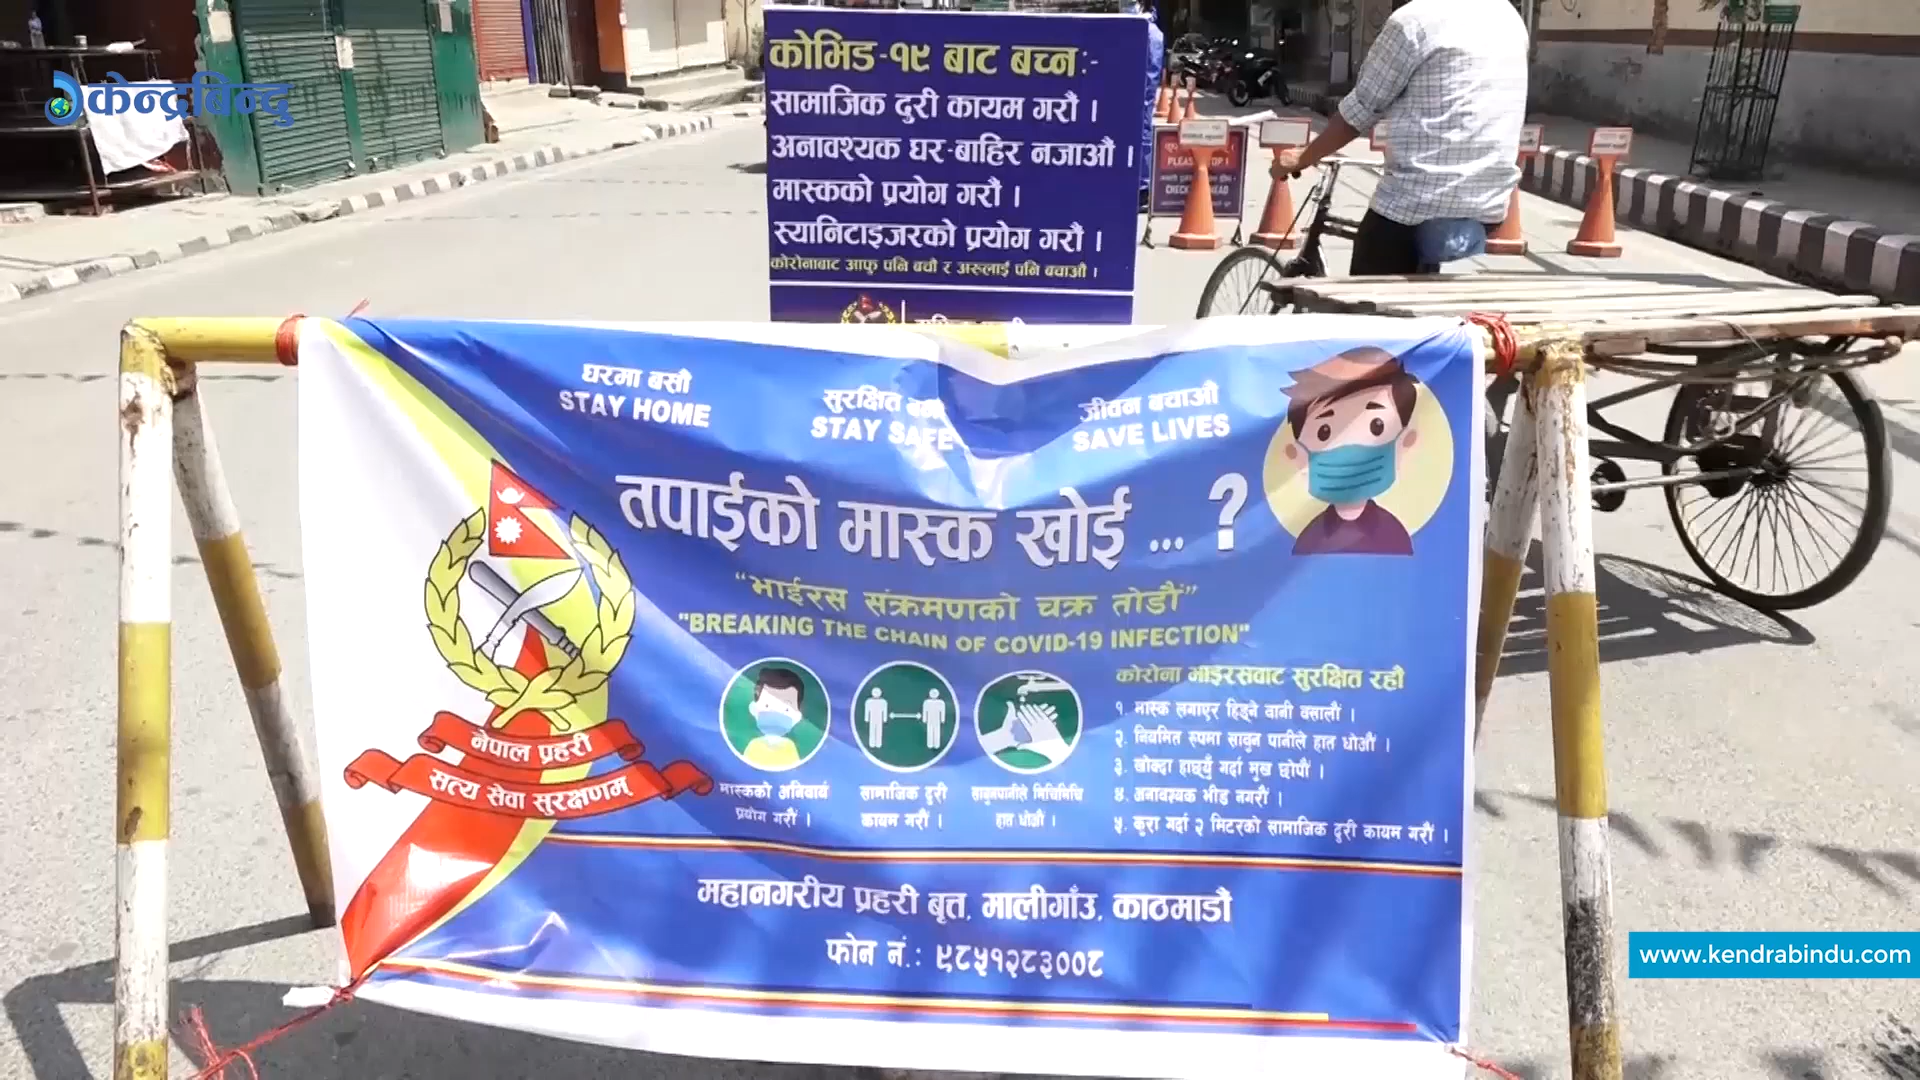 केन्द्रबिन्दु
कोभिड-१९ बाट बच्न:-
सामाजिक दुरी कायम गरौं ।
अनावश्यक घर-बाहिर नजाऔं ।
मास्कको प्रयोग गरौं ।
स्यानिटाइजरको प्रयोग गरौं ।
कोरोनाबाट आफु पनि बचौं र अरुलाई पनि बचाऔं ।
PLEASE STOP !
CHECK AHEAD
घरमा बसौं
STAY HOME
सुरक्षित
STAY SAFE
जीवन बचाऔं
SAVE LIVES
तपाईको मास्क खोई ... ?
“भाईरस संक्रमणको चक्र तोडौं”
"BREAKING THE CHAIN OF COVID-19 INFECTION"
मास्कको अनिवार्य
प्रयोग गरौं ।
सामाजिक दुरी
कायम गरौं ।
साबुनपानीले मिचिमिचि
हात धोऔं ।
कोरोना भाइरसबाट सुरक्षित रहौं
१. मास्क लगाएर हिड्ने बानी बसालौं ।
२. नियमित रुपमा साबुन पानीले हात धोऔं ।
३. खोक्दा हाछ्युँ गर्दा मुख छोपौं ।
४. अनावश्यक भीड नगरौं ।
५. कुरा गर्दा २ मिटरको सामाजिक दुरी कायम गरौं ।
नेपाल प्रहरी
सत्य सेवा सुरक्षणम्
महानगरीय प्रहरी बृत्त, मालीगाँउ, काठमाडौं
फोन नं.: ९८५१२८३००८
www.kendrabindu.com